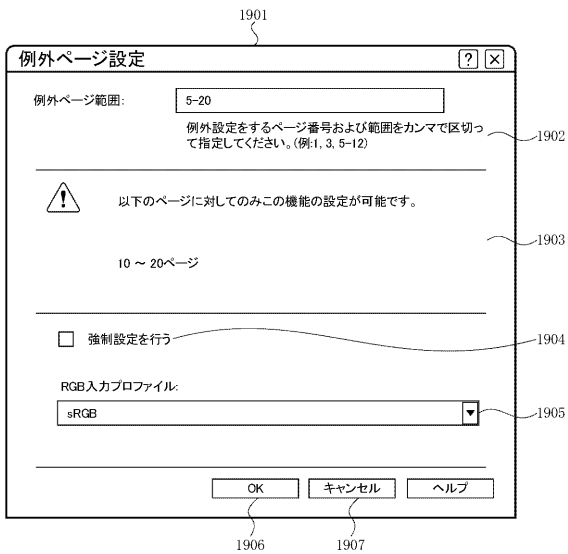 1901
例外ページ設定
? ×
例外ページ範囲:
5-20
例外設定をするページ番号および範囲をカンマで区切っ
て指定してください。(例:1, 3, 5-12)
1902
!
以下のページに対してのみこの機能の設定が可能です。
1903
10 ～ 20ページ
強制設定を行う
1904
RGB入力プロファイル:
sRGB
1905
OK
キャンセル
ヘルプ
1906
1907